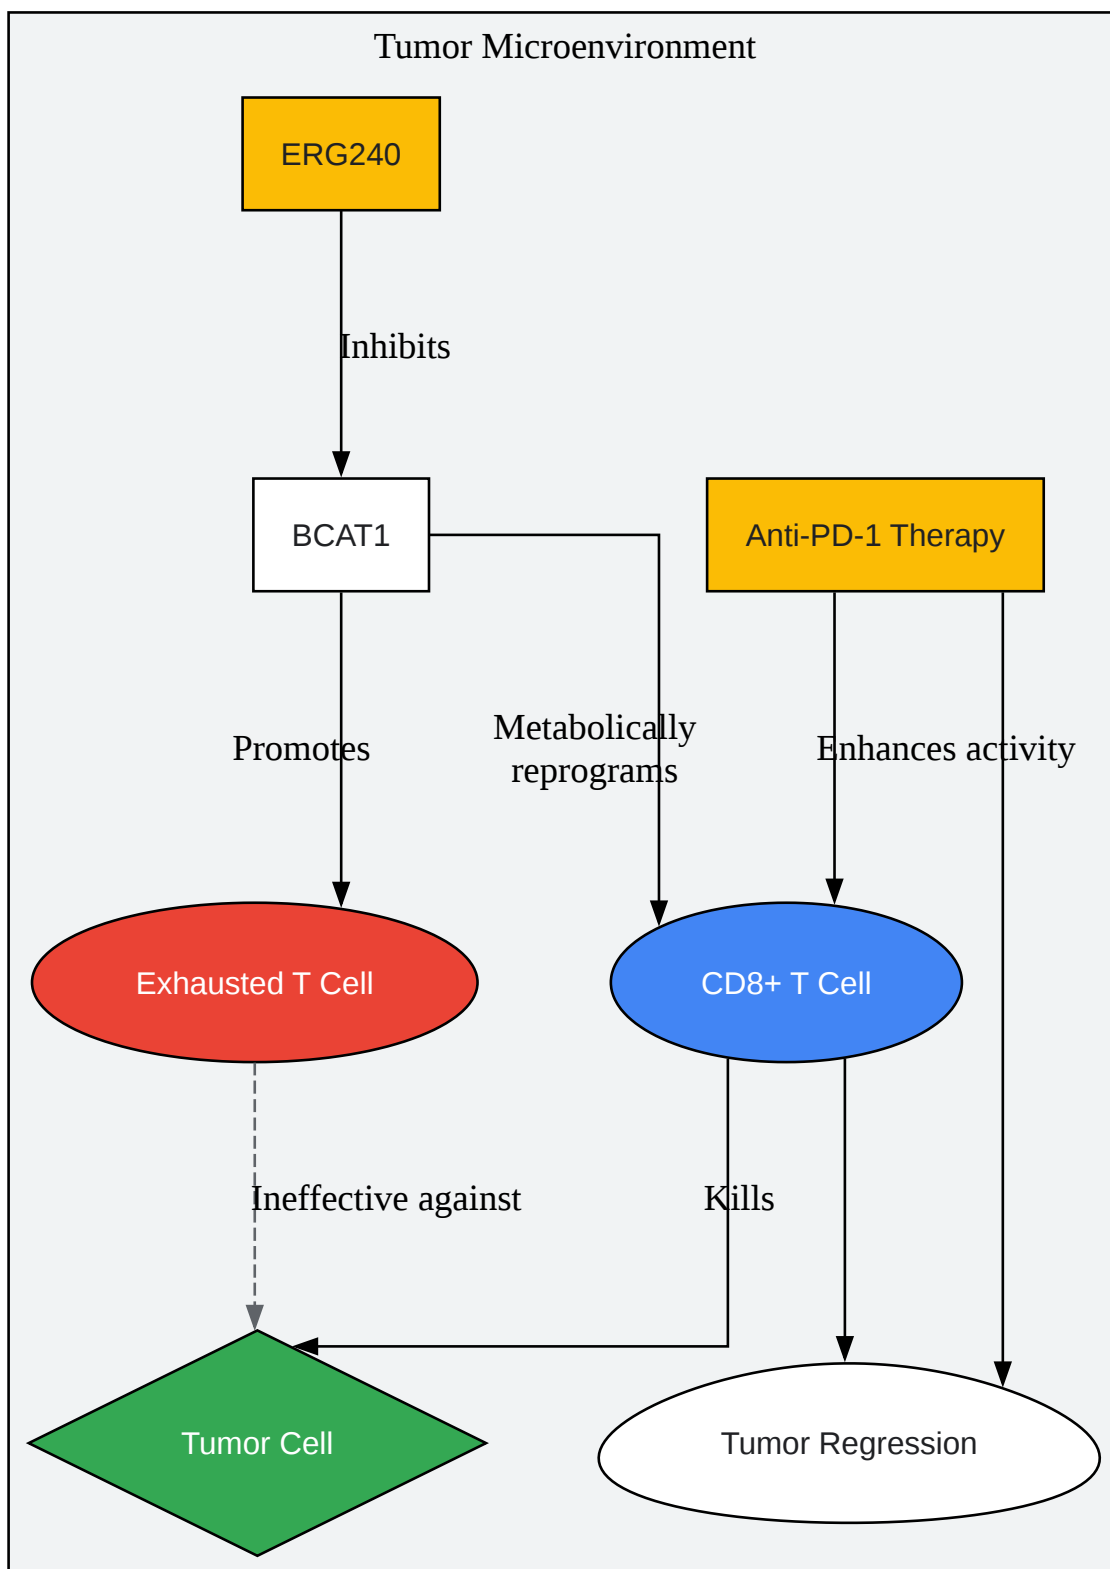 Tumor Microenvironment
ERG240
Inhibits
BCAT1
Anti-PD-1 Therapy
Promotes
Metabolically
reprograms
Enhances activity
Exhausted T Cell
CD8+ T Cell
Ineffective against
Kills
Tumor Cell
Tumor Regression